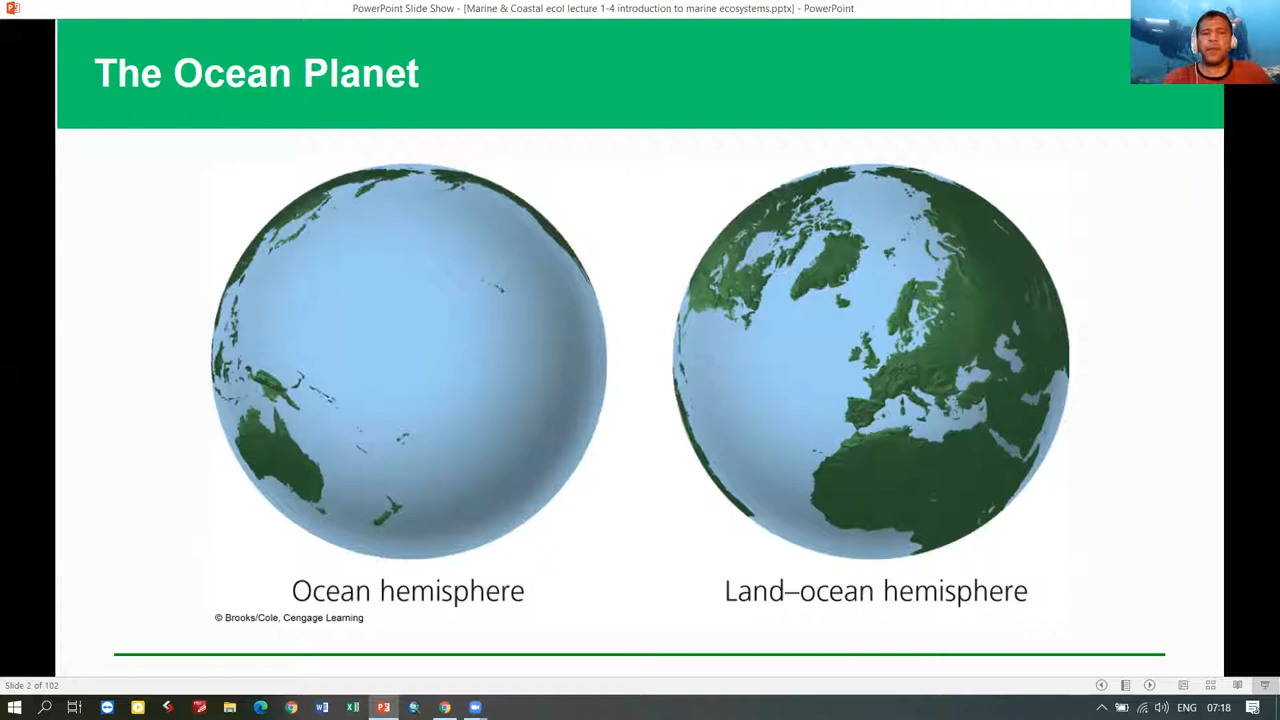 PowerPoint Slide Show - [Marine & Coastal ecol lecture 1-4 introduction to marine ecosystems.pptx] - PowerPoint
The Ocean Planet
Ocean hemisphere
Land–ocean hemisphere
© Brooks/Cole, Cengage Learning
Slide 2 of 102
ENG
07:18